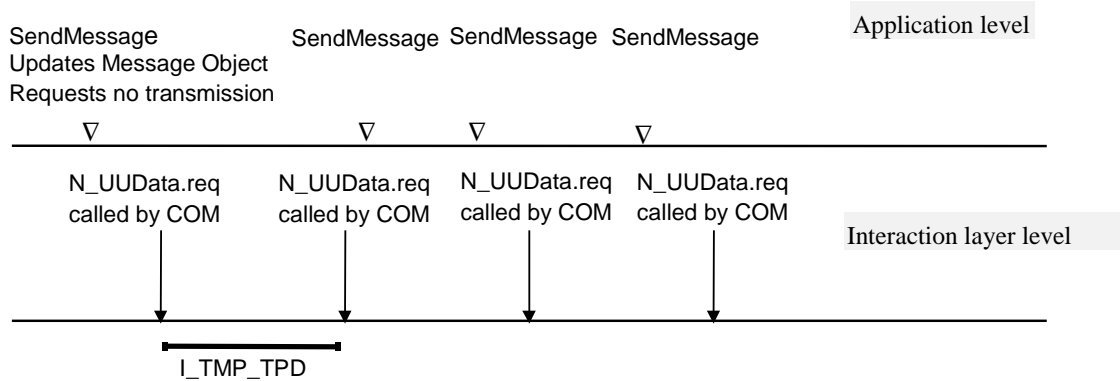 SendMessage
Updates Message Object
Requests no transmission
SendMessage
SendMessage
SendMessage
Application level
∇ ∇ ∇ ∇
N_UUData.req
called by COM
N_UUData.req
called by COM
N_UUData.req
called by COM
N_UUData.req
called by COM
Interaction layer level
I_TMP_TPD